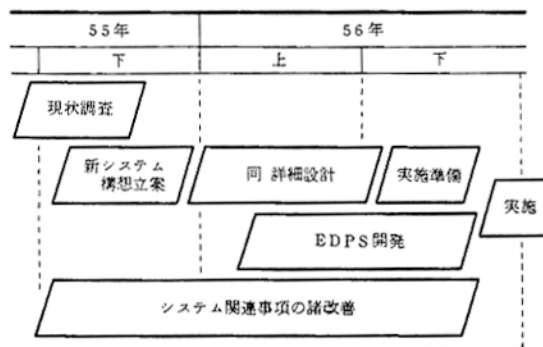 55年 56年
下 上 下
現状調査
新システム
構想立案
同 詳細設計
実施準備
実施
EDPS開発
システム関連事項の諸改善